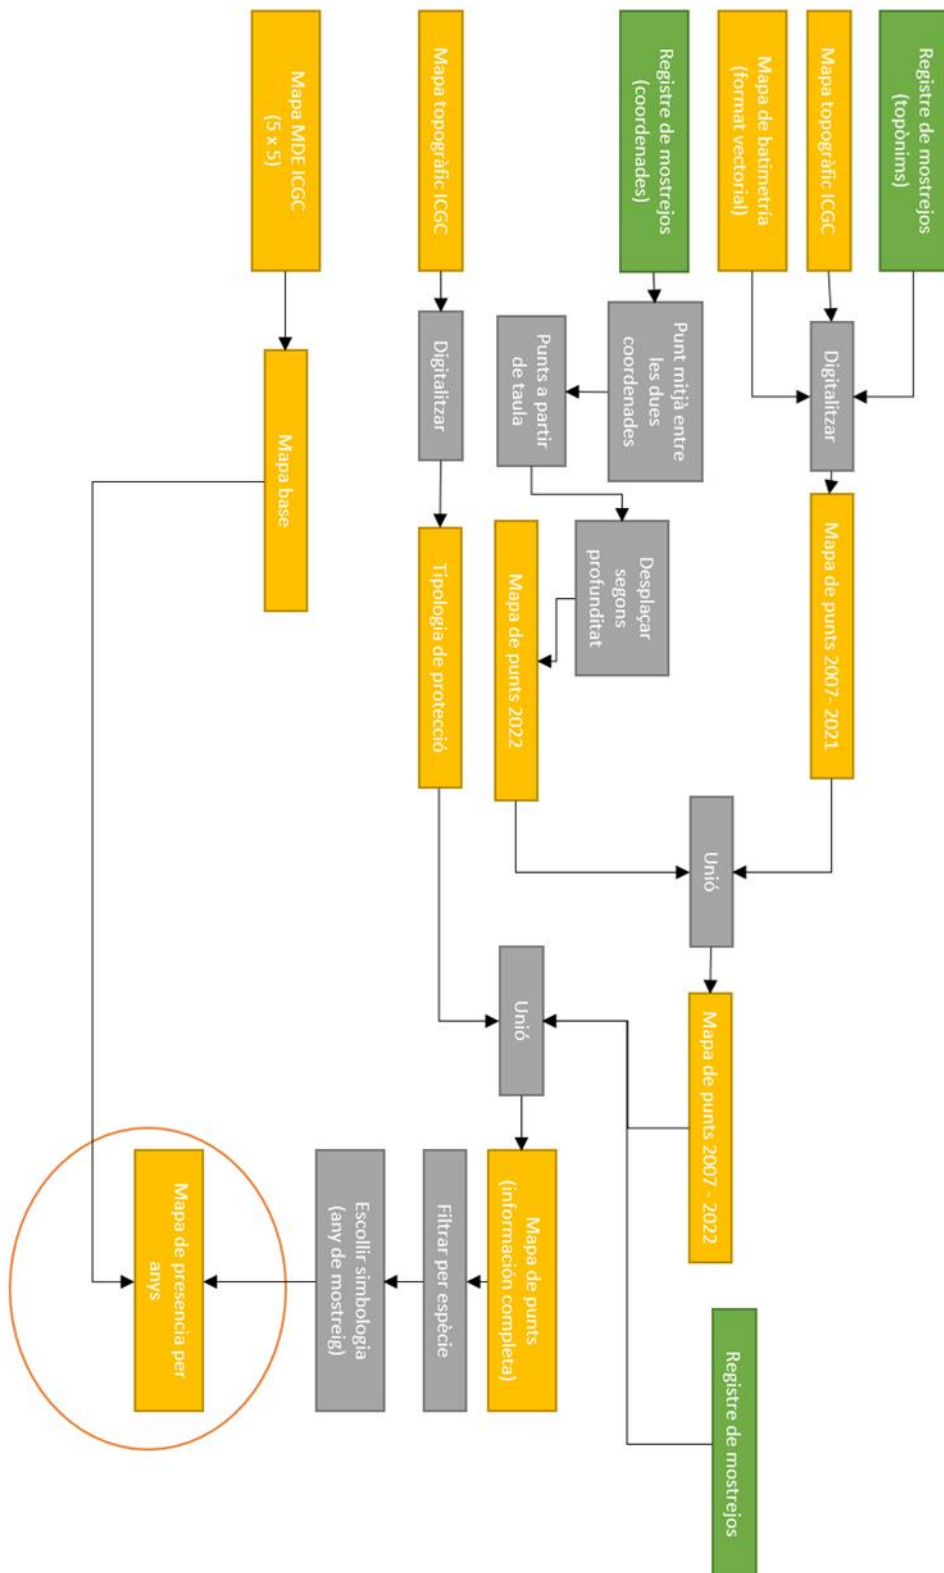 Registre de mostrejos
(topònims)
Mapa topogràfic ICGC
Mapa de batimetría
(format vectorial)
Digitalitzar
Mapa de punts 2007- 2021
Registre de mostrejos
(coordenades)
Punt mitjà entre
les dues
coordenades
Punts a partir
de taula
Desplaçar
segons
profunditat
Mapa de punts 2022
Unió
Mapa de punts 2007 - 2022
Registre de mostrejos
Mapa topogràfic ICGC
Digitalitzar
Tipologia de protecció
Unió
Mapa de punts
(información completa)
Filtrar per espècie
Escollir simbologia
(any de mostreig)
Mapa MDE ICGC
(5 x 5)
Mapa base
Mapa de presencia per
anys